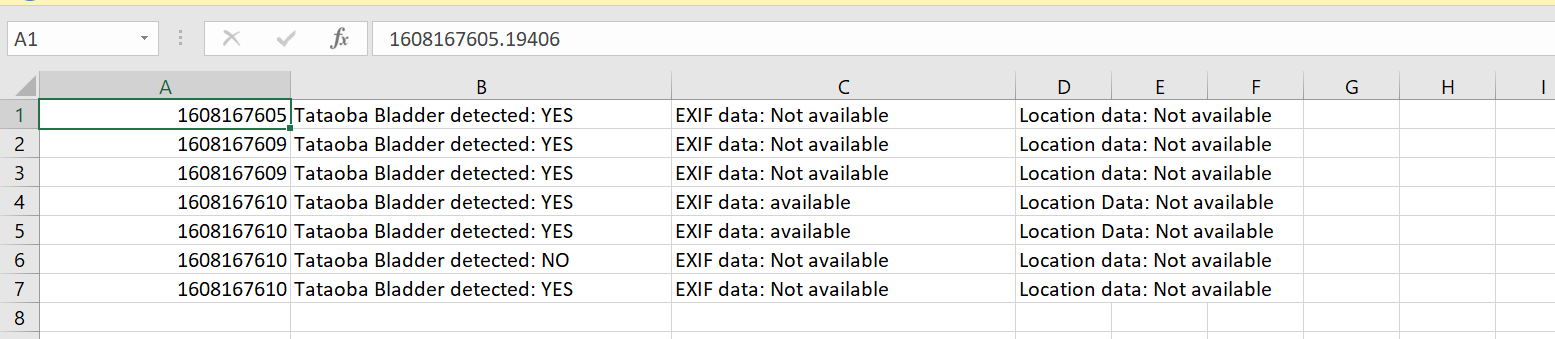 A1 fx 1608167605.19406
A B C D E F G H I
1 1608167605 Tataoba Bladder detected: YES EXIF data: Not available Location data: Not available
2 1608167609 Tataoba Bladder detected: YES EXIF data: Not available Location data: Not available
3 1608167609 Tataoba Bladder detected: YES EXIF data: Not available Location data: Not available
4 1608167610 Tataoba Bladder detected: YES EXIF data: available Location Data: Not available
5 1608167610 Tataoba Bladder detected: YES EXIF data: available Location Data: Not available
6 1608167610 Tataoba Bladder detected: NO EXIF data: Not available Location data: Not available
7 1608167610 Tataoba Bladder detected: YES EXIF data: Not available Location data: Not available
8